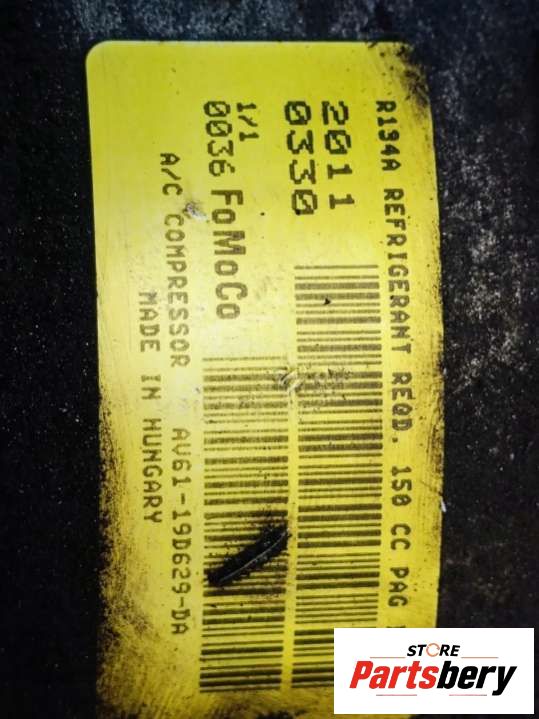 R134A REFRIGERANT REQD. 150 CC PAG
2011
0330
1/1
0036 FoMoCo
A/C COMPRESSOR AV61-19D629-DA
MADE IN HUNGARY
STORE
Partsbery